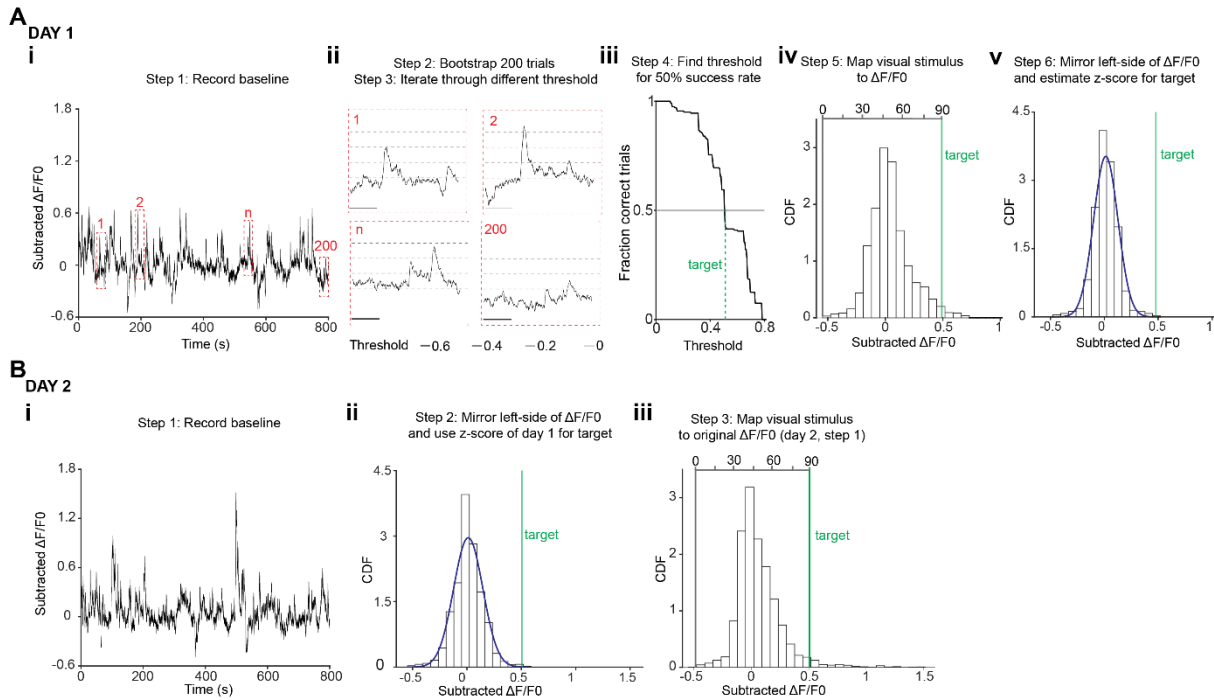 A
DAY 1
i
Step 1: Record baseline
1.8
1.2
0.6
0
-0.6
Subtracted ΔF/F0
1
2
n
200
0
200
400
600
800
Time (s)
ii
Step 2: Bootstrap 200 trials
Step 3: Iterate through different threshold
1
2
n
200
Threshold
0.6
0.4
0.2
0
iii
Step 4: Find threshold
for 50% success rate
1
0.5
0
Fraction correct trials
target
0
0.4
0.8
Threshold
iv
Step 5: Map visual stimulus
to ΔF/F0
0
30
60
90
CDF
3
2
1
0
target
-0.5
0
0.5
1
Subtracted ΔF/F0
v
Step 6: Mirror left-side of ΔF/F0
and estimate z-score for target
4.5
3
1.5
0
CDF
target
-0.5
0
0.5
1
Subtracted ΔF/F0
B
DAY 2
i
Step 1: Record baseline
1.8
1.2
0.6
0
-0.6
Subtracted ΔF/F0
0
200
400
600
800
Time (s)
ii
Step 2: Mirror left-side of ΔF/F0
and use z-score of day 1 for target
4.5
3
1.5
0
CDF
target
-0.5
0
0.5
1
1.5
Subtracted ΔF/F0
iii
Step 3: Map visual stimulus
to original ΔF/F0 (day 2, step 1)
0
30
60
90
3
2
1
0
CDF
target
-0.5
0
0.5
1
1.5
Subtracted ΔF/F0